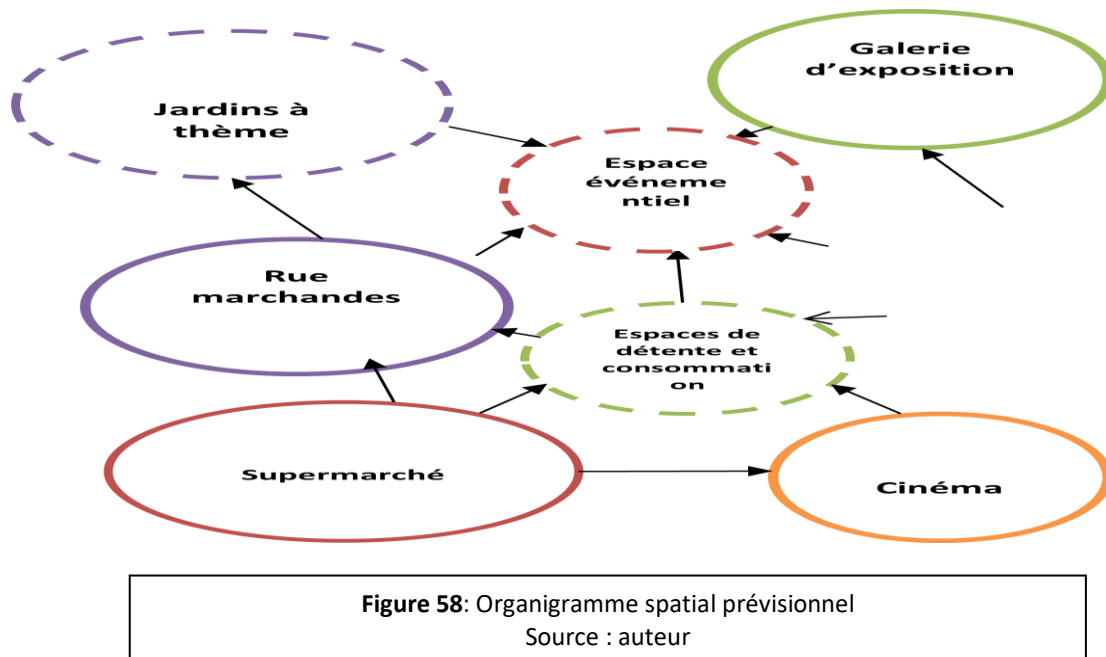 Galerie
d'exposition
Jardins à
thème
Espace
événeme
ntiel
Rue
marchandes
Espaces de
détente et
consommati
on
Supermarché
Cinéma
Figure 58: Organigramme spatial prévisionnel
Source : auteur